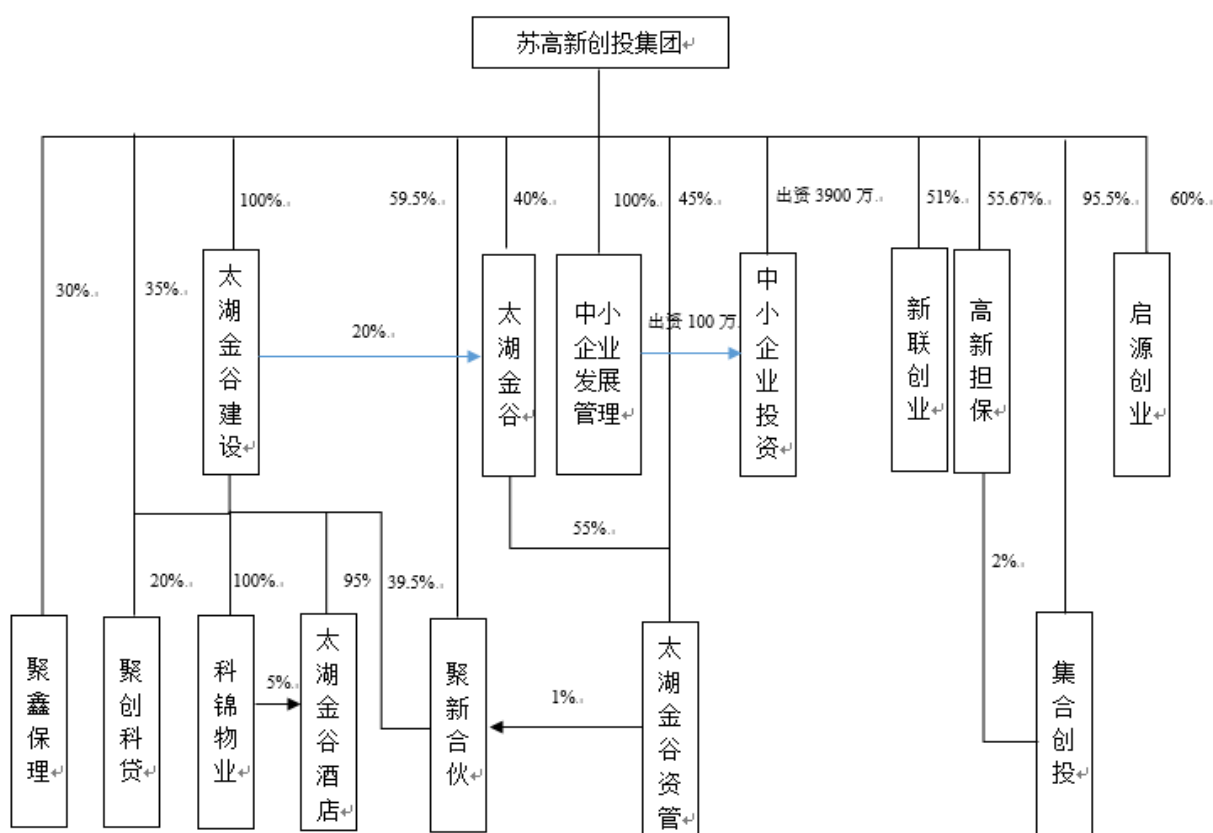 苏高新创投集团
100%
59.5%
40%
100%
45%
出资 3900 万
51%
55.67%
95.5%
60%
30%
35%
太湖金谷建设
20%
太湖金谷
中小
企业
发展
管理
出资 100 万
中小企业投资
新联创业
高新担保
启源创业
55%
2%
20%
100%
95%
39.5%
聚鑫保理
聚创科贷
科锦物业
5%
太湖金谷酒店
聚新合伙
1%
太湖金谷资管
集合创投